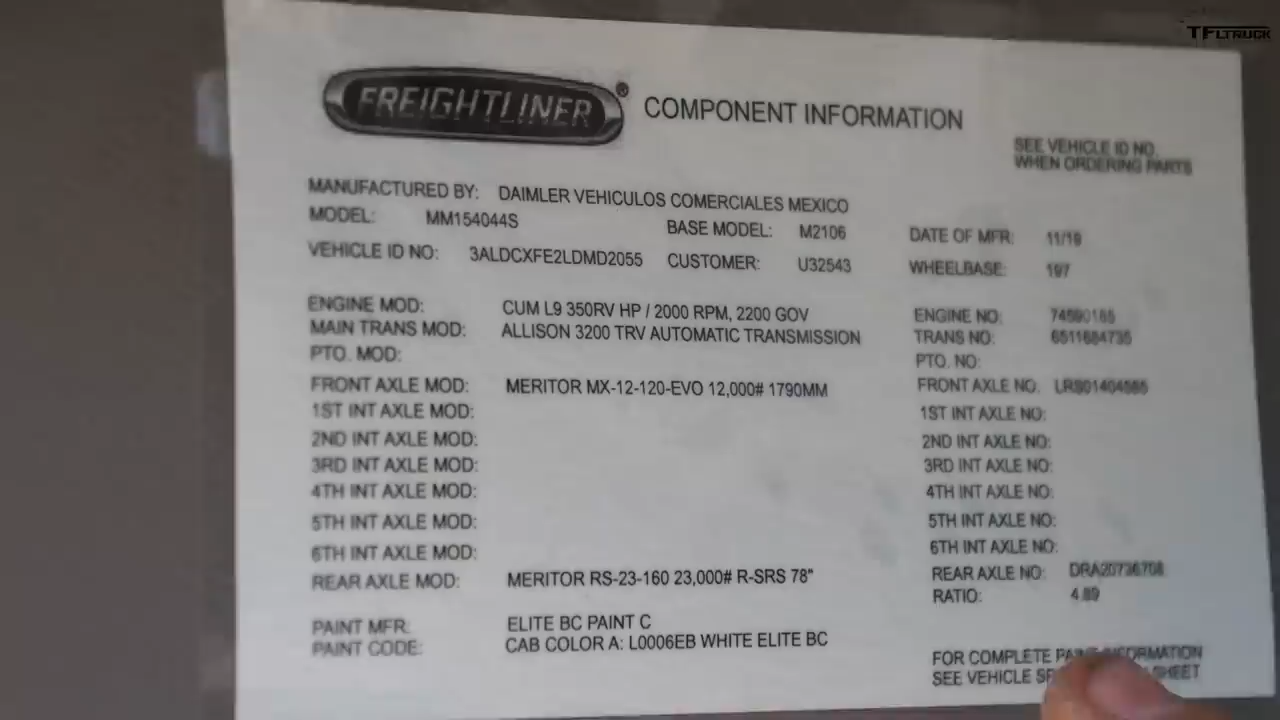 TFLTRUCK
FREIGHTLINER® COMPONENT INFORMATION
SEE VEHICLE ID NO.
WHEN ORDERING PARTS
MANUFACTURED BY: DAIMLER VEHICULOS COMERCIALES MEXICO
MODEL: MM154044S BASE MODEL: M2106 DATE OF MFR: 11/19
VEHICLE ID NO: 3ALDCXFE2LDMD2055 CUSTOMER: U32543 WHEELBASE: 197
ENGINE MOD: CUM L9 350RV HP / 2000 RPM, 2200 GOV ENGINE NO: 74590185
MAIN TRANS MOD: ALLISON 3200 TRV AUTOMATIC TRANSMISSION TRANS NO: 6511684735
PTO. MOD: PTO. NO:
FRONT AXLE MOD: MERITOR MX-12-120-EVO 12,000# 1790MM FRONT AXLE NO.
1ST INT AXLE MOD: 1ST INT AXLE NO:
2ND INT AXLE MOD: 2ND INT AXLE NO:
3RD INT AXLE MOD: 3RD INT AXLE NO:
4TH INT AXLE MOD: 4TH INT AXLE NO:
5TH INT AXLE MOD: 5TH INT AXLE NO:
6TH INT AXLE MOD: 6TH INT AXLE NO:
REAR AXLE MOD: MERITOR RS-23-160 23,000# R-SRS 78" REAR AXLE NO: DRA20736708
RATIO:
PAINT MFR: ELITE BC PAINT C
PAINT CODE: CAB COLOR A: L0006EB WHITE ELITE BC
FOR COMPLETE PAINT INFORMATION
SEE VEHICLE SHEET